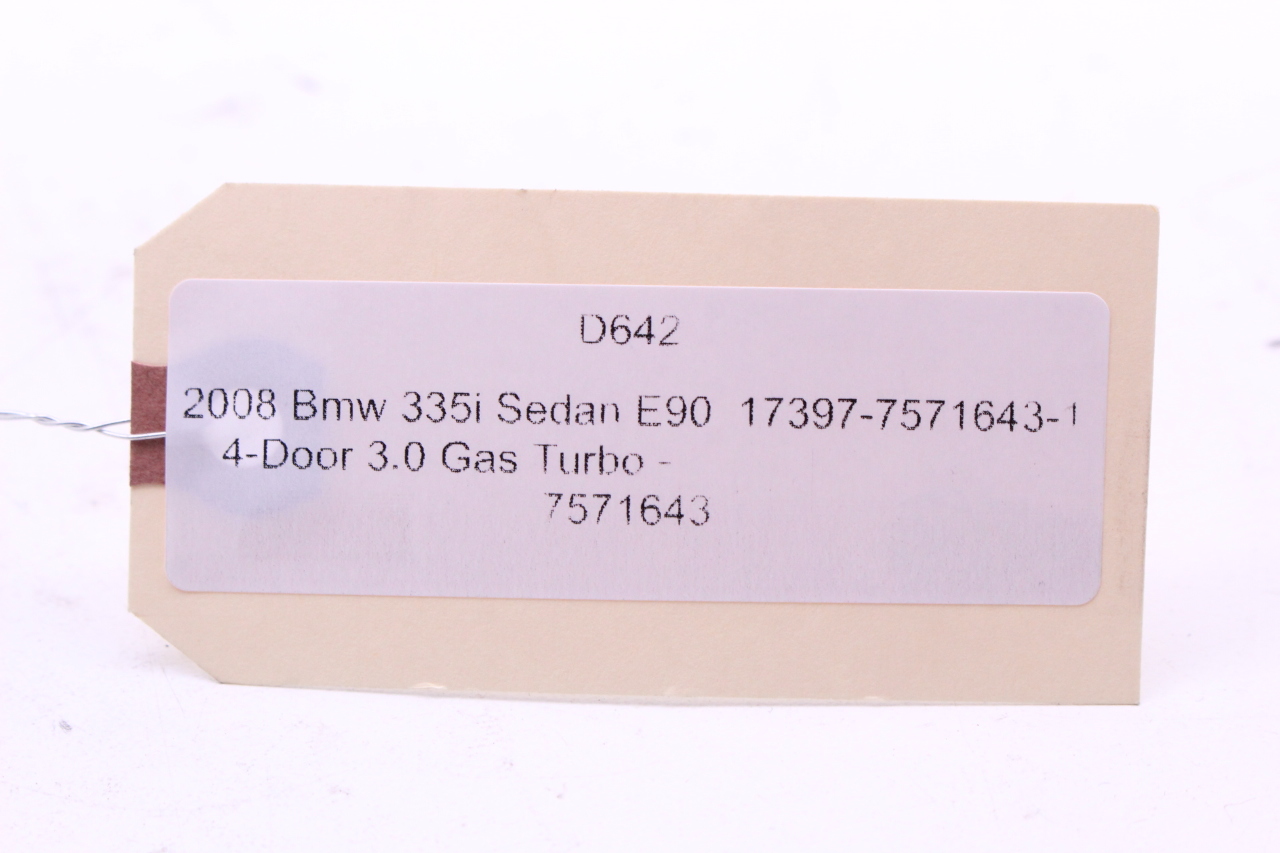 D642
2008 Bmw 335i Sedan E90 17397-7571643-1
4-Door 3.0 Gas Turbo -
7571643